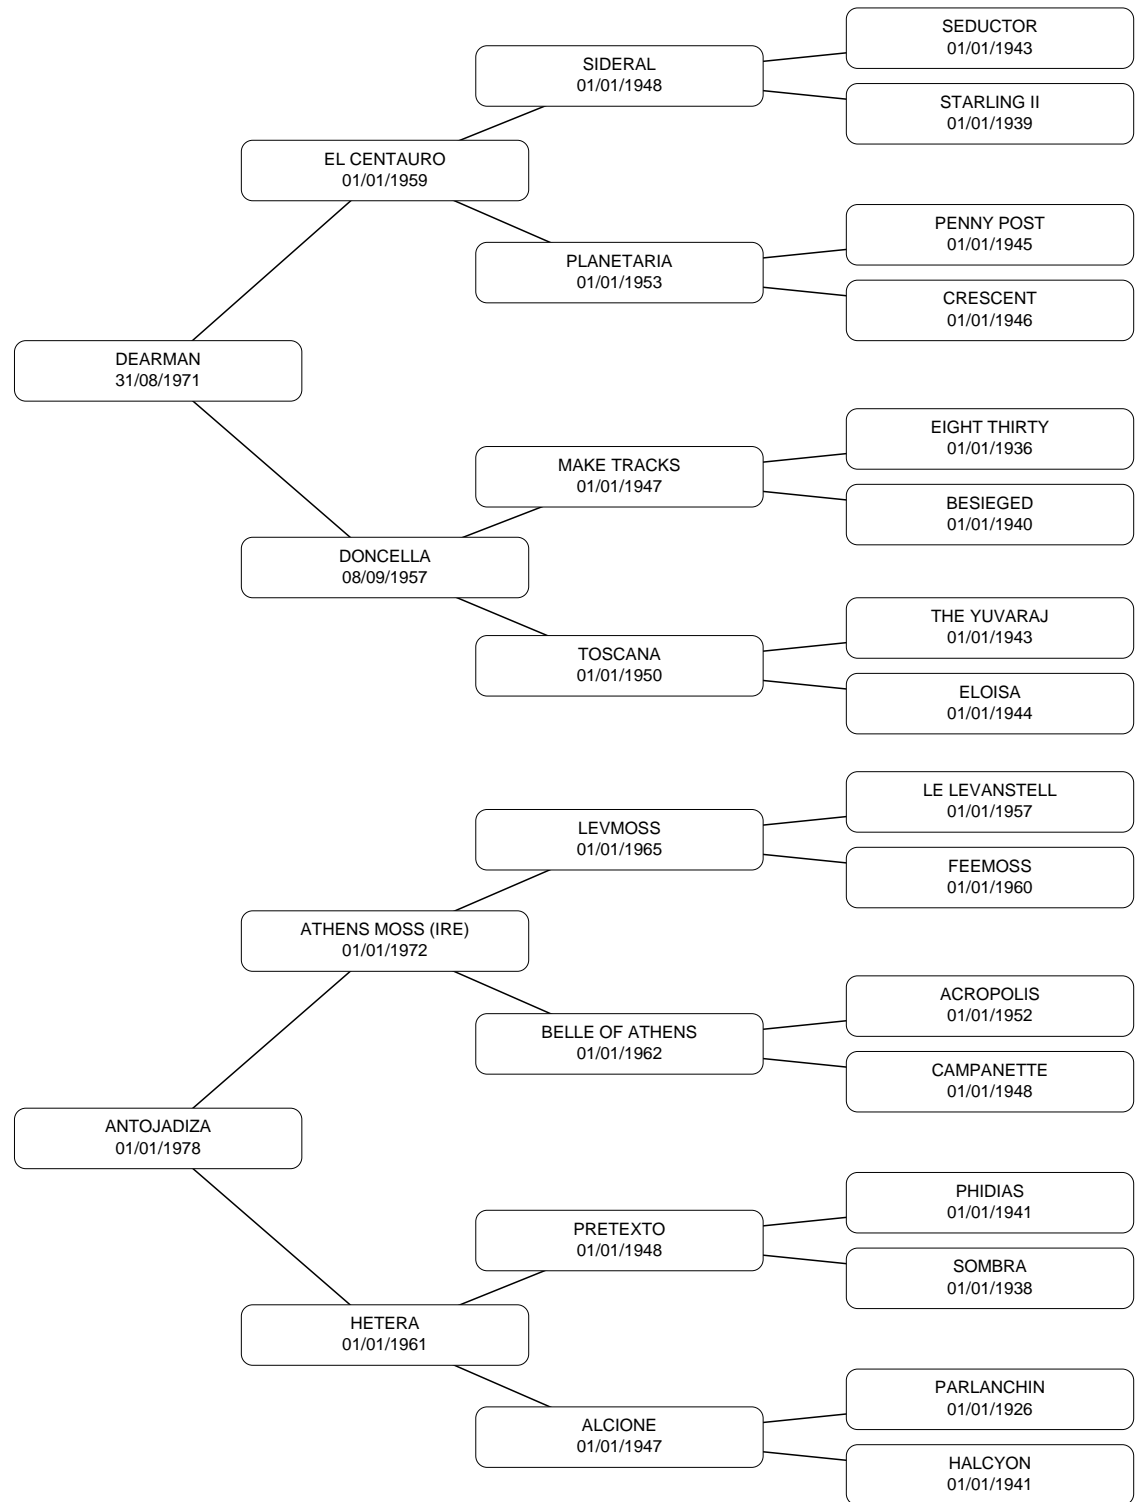 SEDUCTOR
01/01/1943
SIDERAL
01/01/1948
STARLING II
01/01/1939
EL CENTAURO
01/01/1959
PENNY POST
01/01/1945
PLANETARIA
01/01/1953
CRESCENT
01/01/1946
DEARMAN
31/08/1971
EIGHT THIRTY
01/01/1936
MAKE TRACKS
01/01/1947
BESIEGED
01/01/1940
DONCELLA
08/09/1957
THE YUVARAJ
01/01/1943
TOSCANA
01/01/1950
ELOISA
01/01/1944
LE LEVANSTELL
01/01/1957
LEVMOSS
01/01/1965
FEEMOSS
01/01/1960
ATHENS MOSS (IRE)
01/01/1972
ACROPOLIS
01/01/1952
BELLE OF ATHENS
01/01/1962
CAMPANETTE
01/01/1948
ANTOJADIZA
01/01/1978
PHIDIAS
01/01/1941
PRETEXTO
01/01/1948
SOMBRA
01/01/1938
HETERA
01/01/1961
PARLANCHIN
01/01/1926
ALCIONE
01/01/1947
HALCYON
01/01/1941